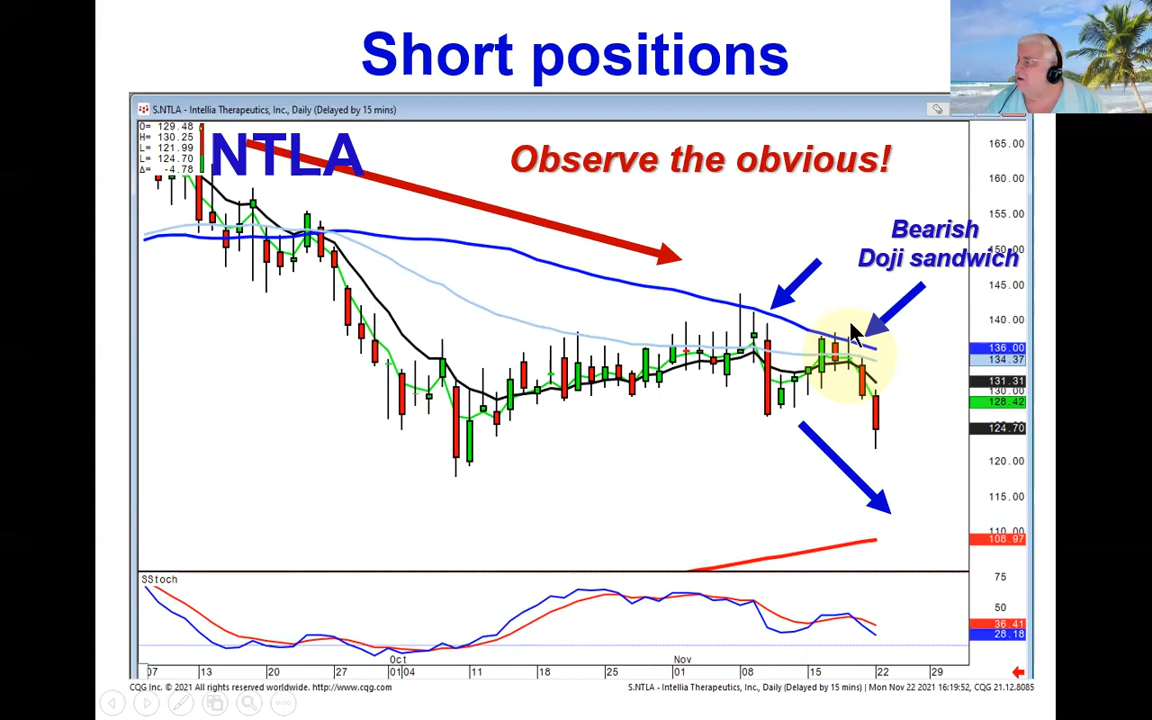 Short positions
S.NTLA - Intellia Therapeutics, Inc., Daily (Delayed by 15 mins)
O= 129.48
H= 130.25
L= 121.99
L= 124.70
Δ= -4.78
NTLA
Observe the obvious!
Bearish
Doji sandwich
165.00
160.00
155.00
150.00
145.00
140.00
136.00
134.37
131.31
130.00
128.42
124.70
120.00
115.00
110.00
108.97
SStoch
75
50
36.41
28.18
Oct
Nov
07 13 20 27 01 04 11 18 25 01 08 15 22 29
CQG Inc. © 2021 All rights reserved worldwide. http://www.cqg.com
S.NTLA - Intellia Therapeutics, Inc., Daily (Delayed by 15 mins) | Mon Nov 22 2021 16:19:52, CQG 21.12.8085